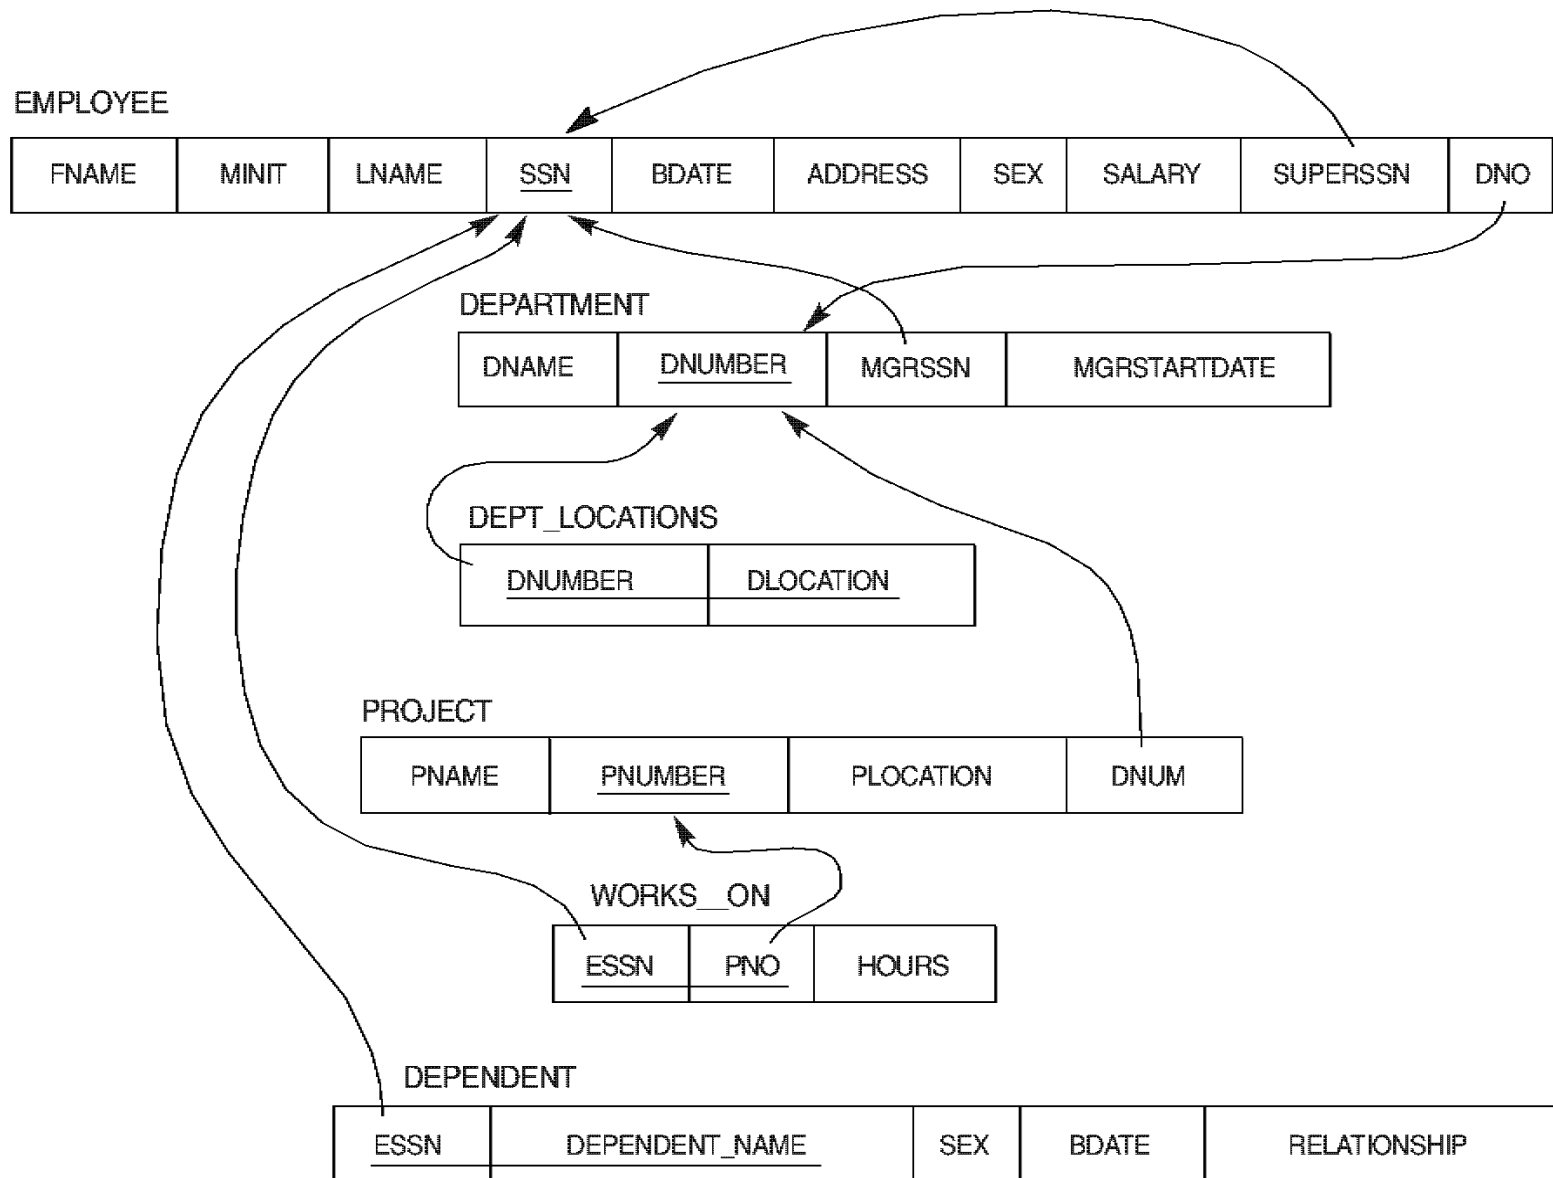 EMPLOYEE
FNAME MINIT LNAME SSN BDATE ADDRESS SEX SALARY SUPERSSN DNO
DEPARTMENT
DNAME DNUMBER MGRSSN MGRSTARTDATE
DEPT_LOCATIONS
DNUMBER DLOCATION
PROJECT
PNAME PNUMBER PLOCATION DNUM
WORKS__ON
ESSN PNO HOURS
DEPENDENT
ESSN DEPENDENT_NAME SEX BDATE RELATIONSHIP